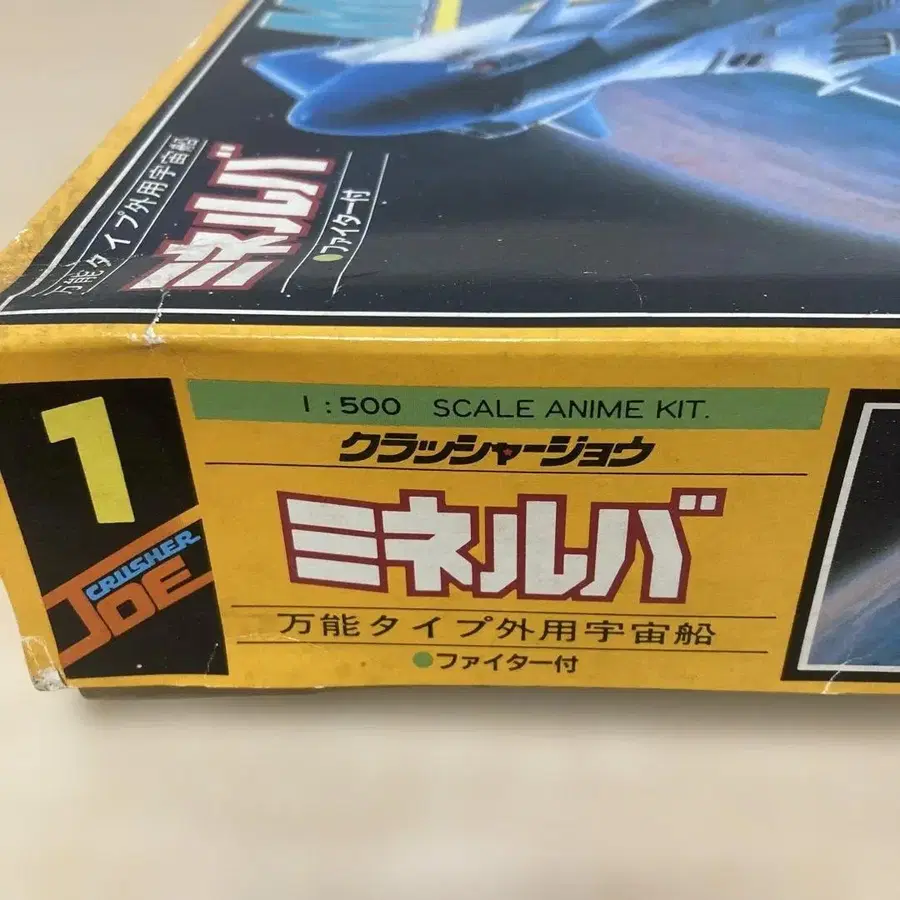 万能タイプ外用宇宙船
ミネルバ
ファイター付
1
CRUSHER
JOE
1:500 SCALE ANIME KIT.
クラッシャージョウ
ミネルバ
万能タイプ外用宇宙船
ファイター付